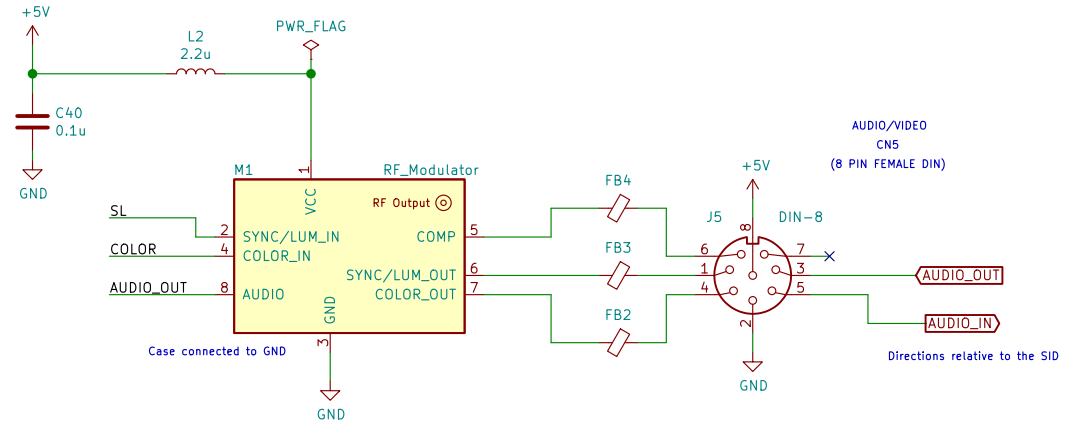 +5V
PWR_FLAG
L2
2.2u
C40
0.1u
GND
AUDIO/VIDEO
CN5
(8 PIN FEMALE DIN)
M1
RF_Modulator
1
VCC
RF Output
SL
2
SYNC/LUM_IN
COLOR
4
COLOR_IN
AUDIO_OUT
8
AUDIO
COMP
5
SYNC/LUM_OUT
6
COLOR_OUT
7
GND
3
GND
Case connected to GND
FB4
FB3
FB2
+5V
J5
DIN-8
8
6
7
1
3
4
5
2
GND
AUDIO_OUT
AUDIO_IN
Directions relative to the SID